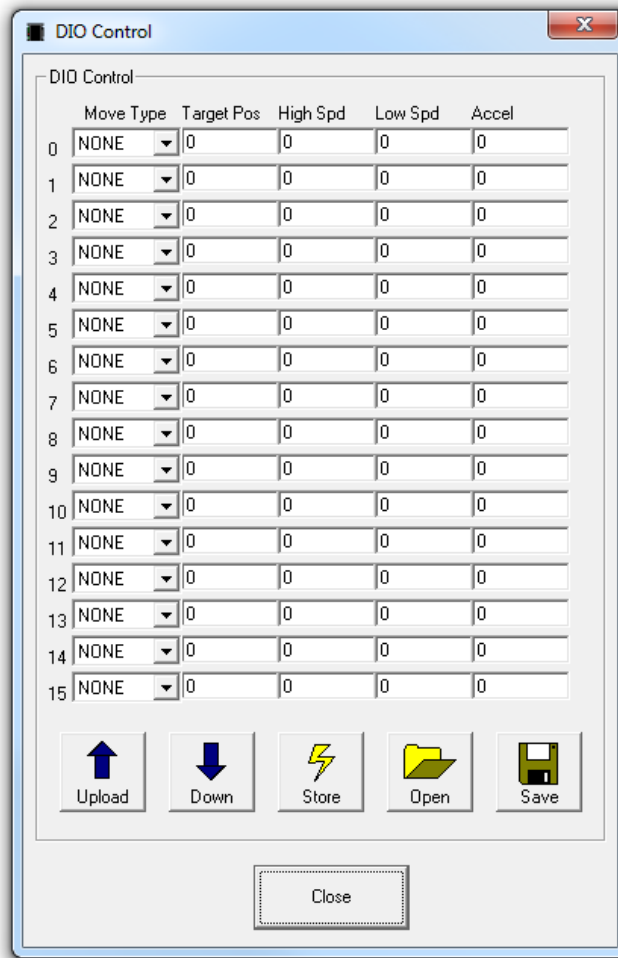 DIO Control
DIO Control
Move Type Target Pos High Spd Low Spd Accel
0 NONE 0 0 0 0
1 NONE 0 0 0 0
2 NONE 0 0 0 0
3 NONE 0 0 0 0
4 NONE 0 0 0 0
5 NONE 0 0 0 0
6 NONE 0 0 0 0
7 NONE 0 0 0 0
8 NONE 0 0 0 0
9 NONE 0 0 0 0
10 NONE 0 0 0 0
11 NONE 0 0 0 0
12 NONE 0 0 0 0
13 NONE 0 0 0 0
14 NONE 0 0 0 0
15 NONE 0 0 0 0
Upload Down Store Open Save
Close